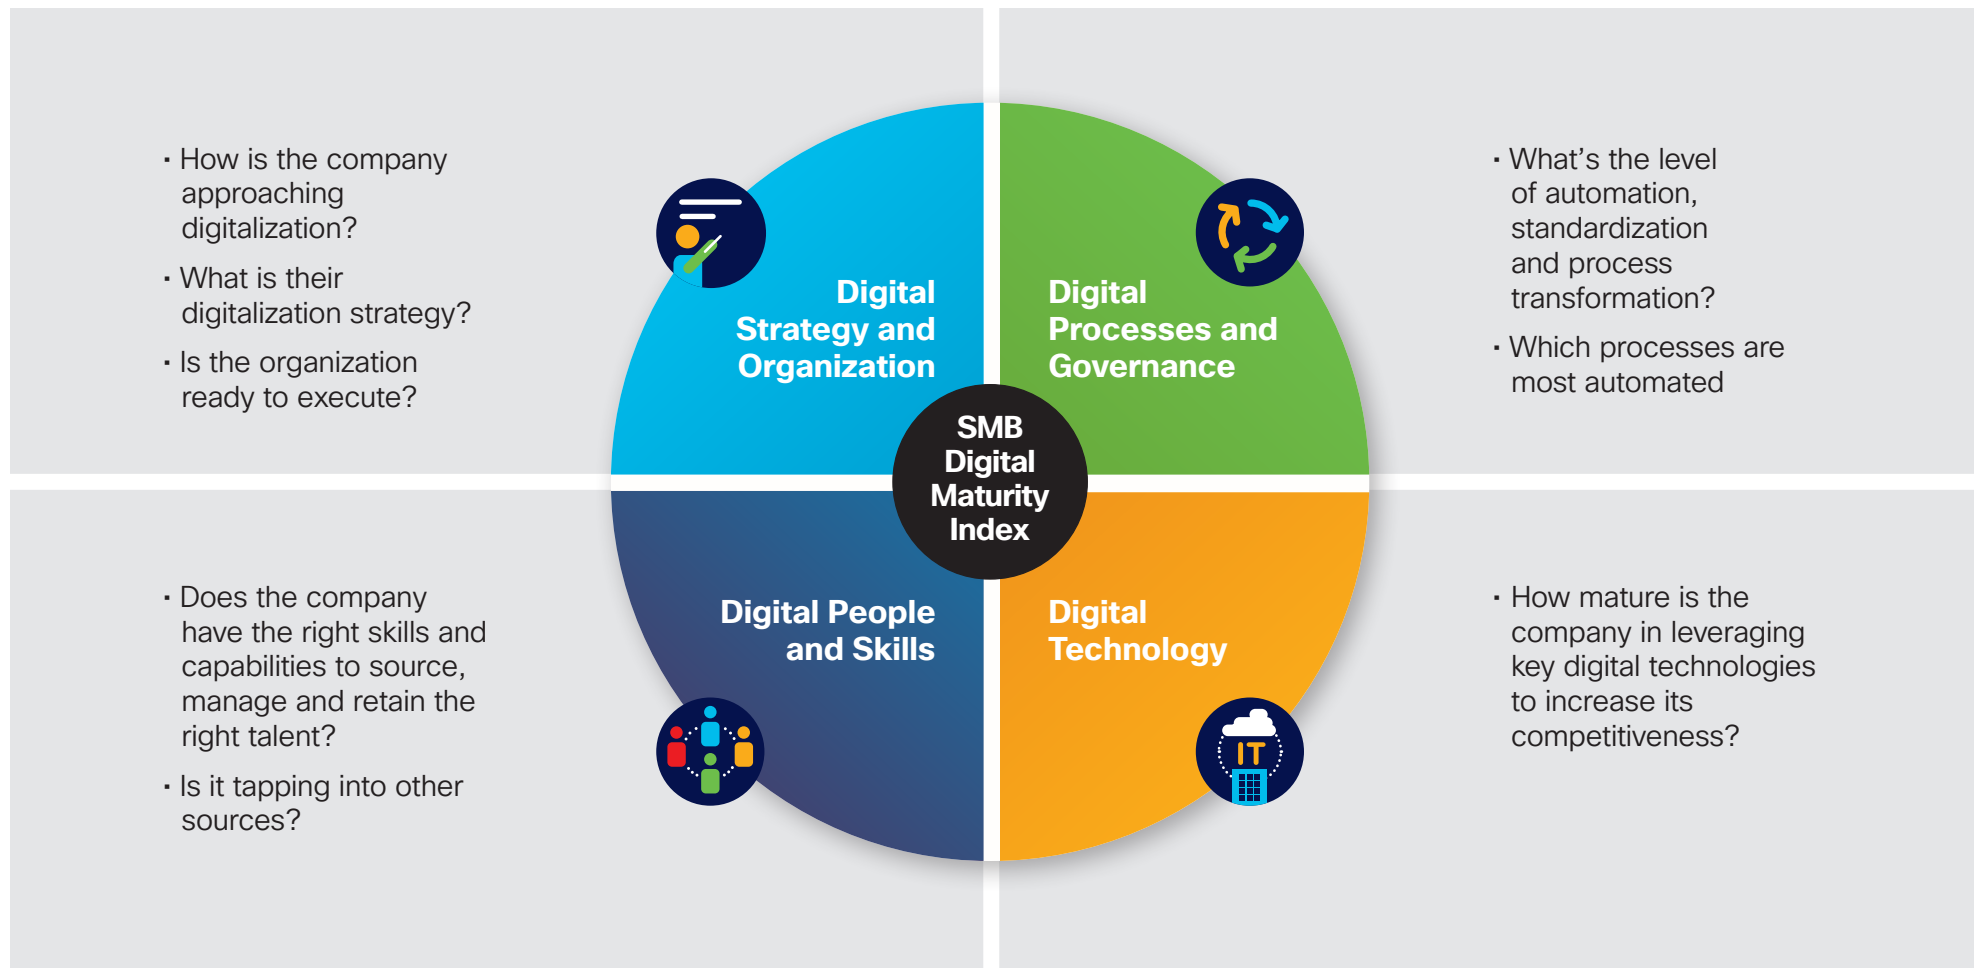 · How is the company
approaching
digitalization?
· What is their
digitalization strategy?
· Is the organization
ready to execute?
Digital
Strategy and
Organization
Digital
Processes and
Governance
· What's the level
of automation,
standardization
and process
transformation?
· Which processes are
most automated
SMB
Digital
Maturity
Index
· Does the company
have the right skills and
capabilities to source,
manage and retain the
right talent?
· Is it tapping into other
sources?
Digital People
and Skills
Digital
Technology
IT
· How mature is the
company in leveraging
key digital technologies
to increase its
competitiveness?